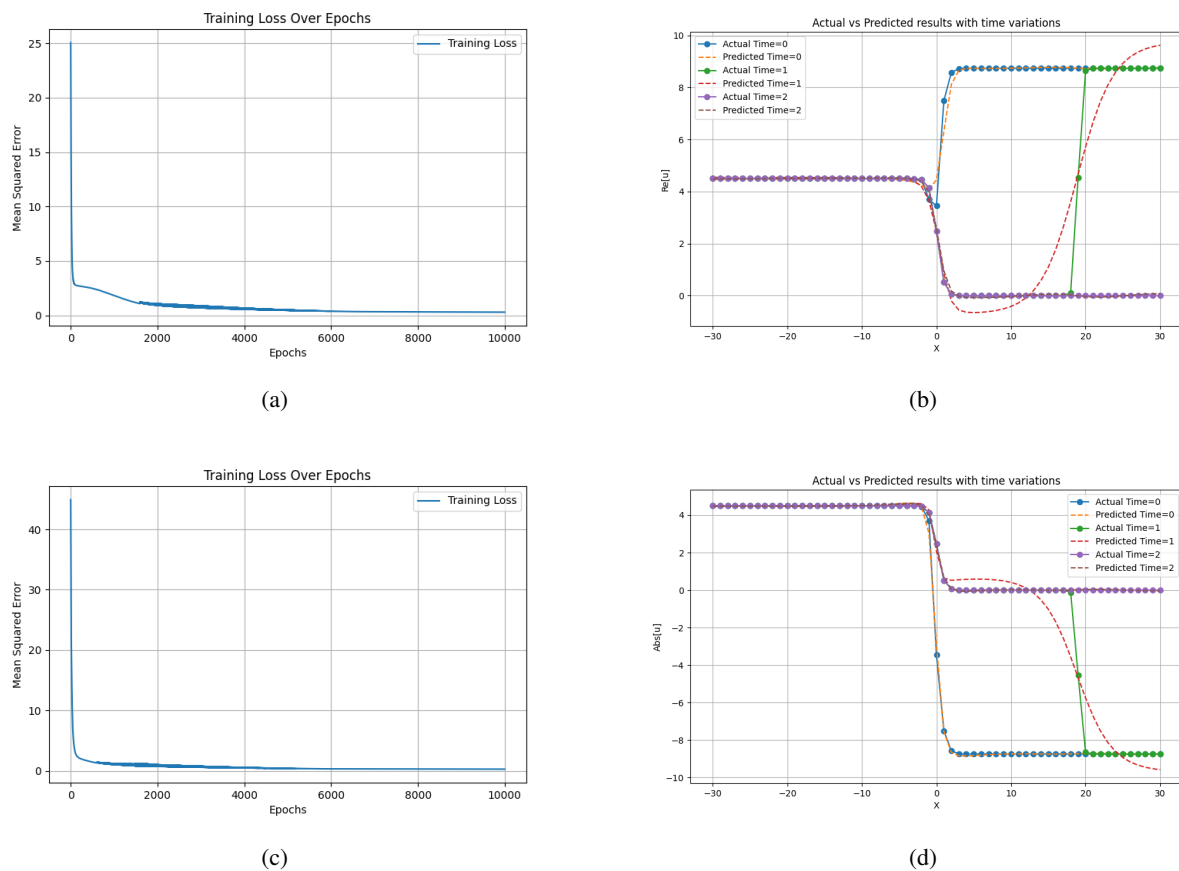 Training Loss Over Epochs
25
20
15
10
5
0
Mean Squared Error
Training Loss
0 2000 4000 6000 8000 10000
Epochs
(a)
Actual vs Predicted results with time variations
10
8
6
4
2
0
Re[u]
Actual Time=0
Predicted Time=0
Actual Time=1
Predicted Time=1
Actual Time=2
Predicted Time=2
−30 −20 −10 0 10 20 30
X
(b)
Training Loss Over Epochs
40
30
20
10
0
Mean Squared Error
Training Loss
0 2000 4000 6000 8000 10000
Epochs
(c)
Actual vs Predicted results with time variations
4
2
0
−2
−4
−6
−8
−10
Abs[u]
Actual Time=0
Predicted Time=0
Actual Time=1
Predicted Time=1
Actual Time=2
Predicted Time=2
−30 −20 −10 0 10 20 30
X
(d)